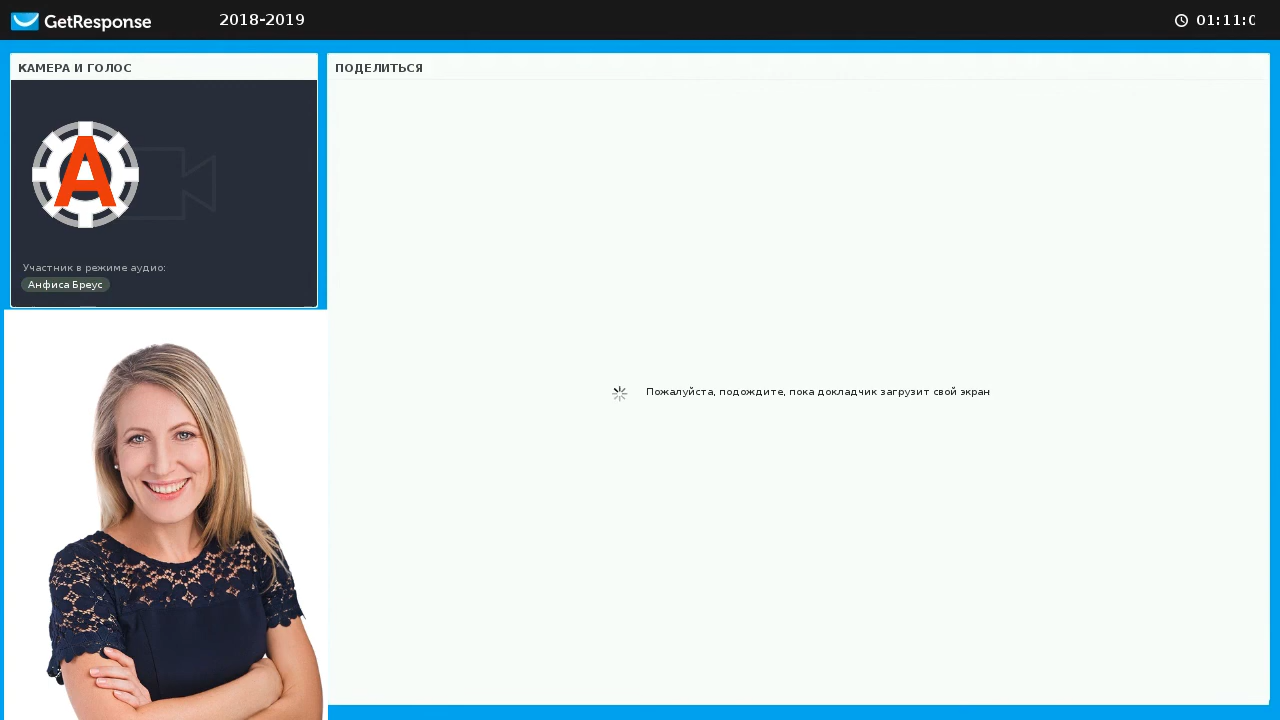 GetResponse
2018-2019
01:11:0
КАМЕРА И ГОЛОС
ПОДЕЛИТЬСЯ
A
Участник в режиме аудио:
Анфиса Бреус
Пожалуйста, подождите, пока докладчик загрузит свой экран